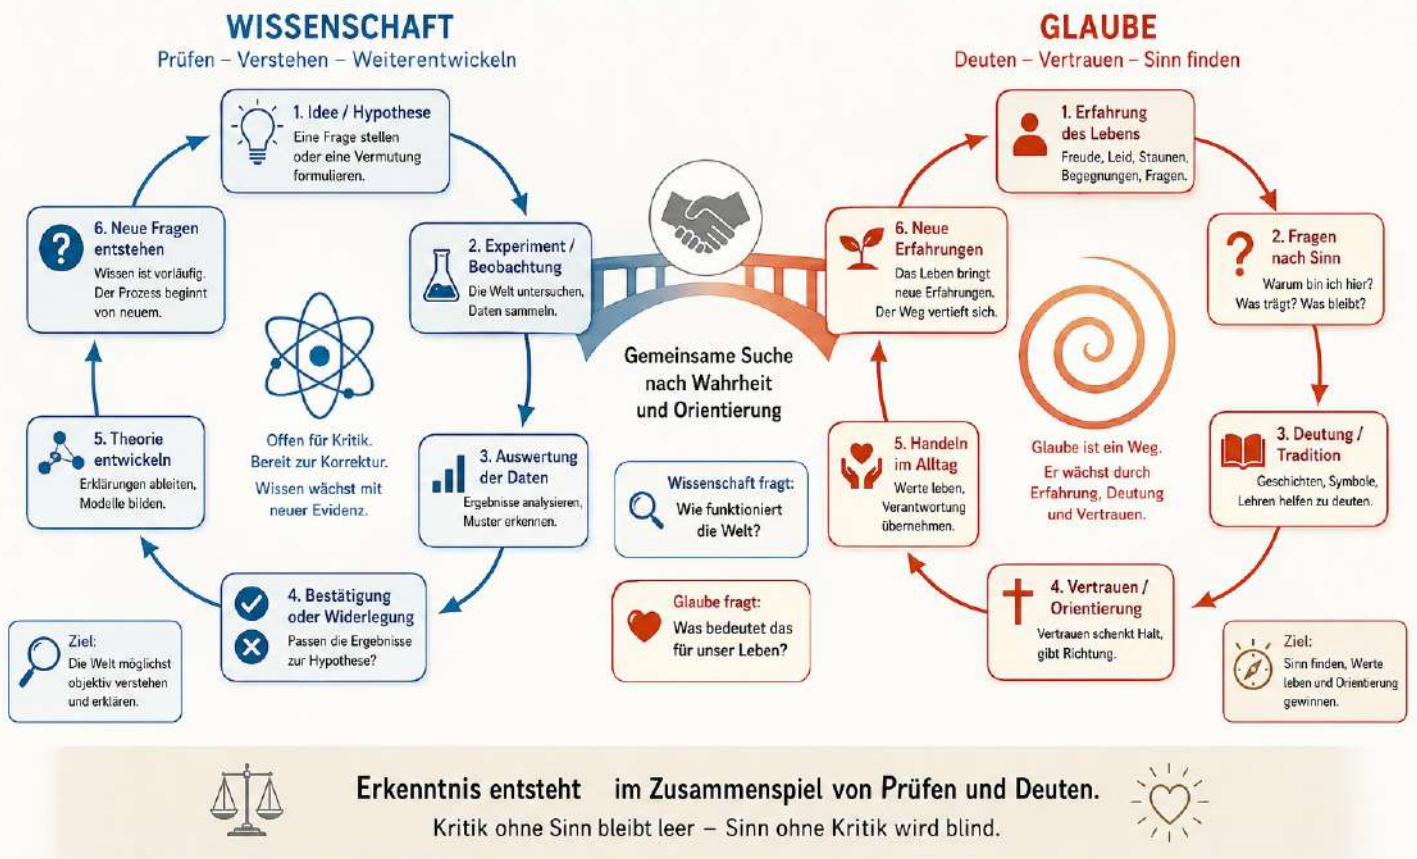 WISSENSCHAFT
Prüfen – Verstehen – Weiterentwickeln
1. Idee / Hypothese
Eine Frage stellen
oder eine Vermutung
formulieren.
2. Experiment /
Beobachtung
Die Welt untersuchen,
Daten sammeln.
3. Auswertung
der Daten
Ergebnisse analysieren,
Muster erkennen.
4. Bestätigung
oder Widerlegung
Passen die Ergebnisse
zur Hypothese?
5. Theorie
entwickeln
Erklärungen ableiten,
Modelle bilden.
6. Neue Fragen
entstehen
Wissen ist vorläufig.
Der Prozess beginnt
von neuem.
Offen für Kritik.
Bereit zur Korrektur.
Wissen wächst mit
neuer Evidenz.
Ziel:
Die Welt möglichst
objektiv verstehen
und erklären.
Gemeinsame Suche
nach Wahrheit
und Orientierung
Wissenschaft fragt:
Wie funktioniert
die Welt?
Glaube fragt:
Was bedeutet das
für unser Leben?
GLAUBE
Deuten – Vertrauen – Sinn finden
1. Erfahrung
des Lebens
Freude, Leid, Staunen,
Begegnungen, Fragen.
2. Fragen
nach Sinn
Warum bin ich hier?
Was trägt? Was bleibt?
3. Deutung /
Tradition
Geschichten, Symbole,
Lehren helfen zu deuten.
4. Vertrauen /
Orientierung
Vertrauen schenkt Halt,
gibt Richtung.
5. Handeln
im Alltag
Werte leben,
Verantwortung
übernehmen.
6. Neue
Erfahrungen
Das Leben bringt
neue Erfahrungen.
Der Weg vertieft sich.
Glaube ist ein Weg.
Er wächst durch
Erfahrung, Deutung
und Vertrauen.
Ziel:
Sinn finden, Werte
leben und Orientierung
gewinnen.
Erkenntnis entsteht im Zusammenspiel von Prüfen und Deuten.
Kritik ohne Sinn bleibt leer – Sinn ohne Kritik wird blind.